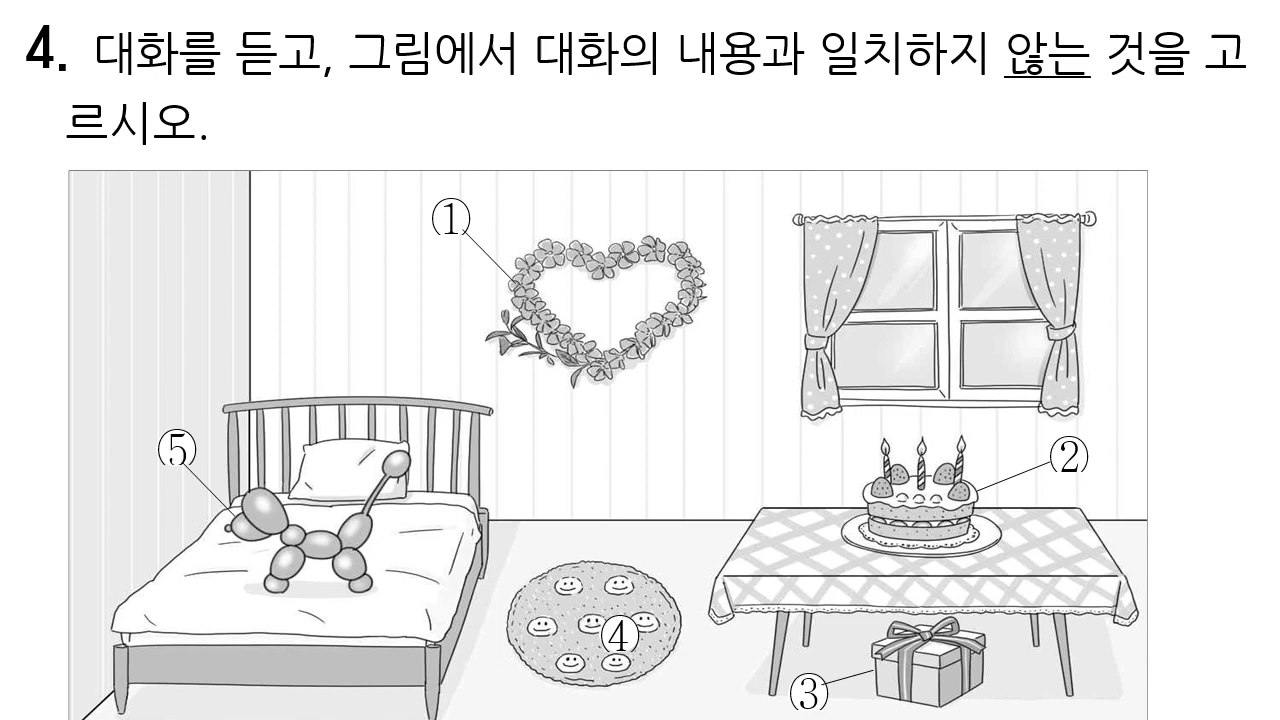 4. 대화를 듣고, 그림에서 대화의 내용과 일치하지 않는 것을 고
르시오.
①
⑤
②
④
③